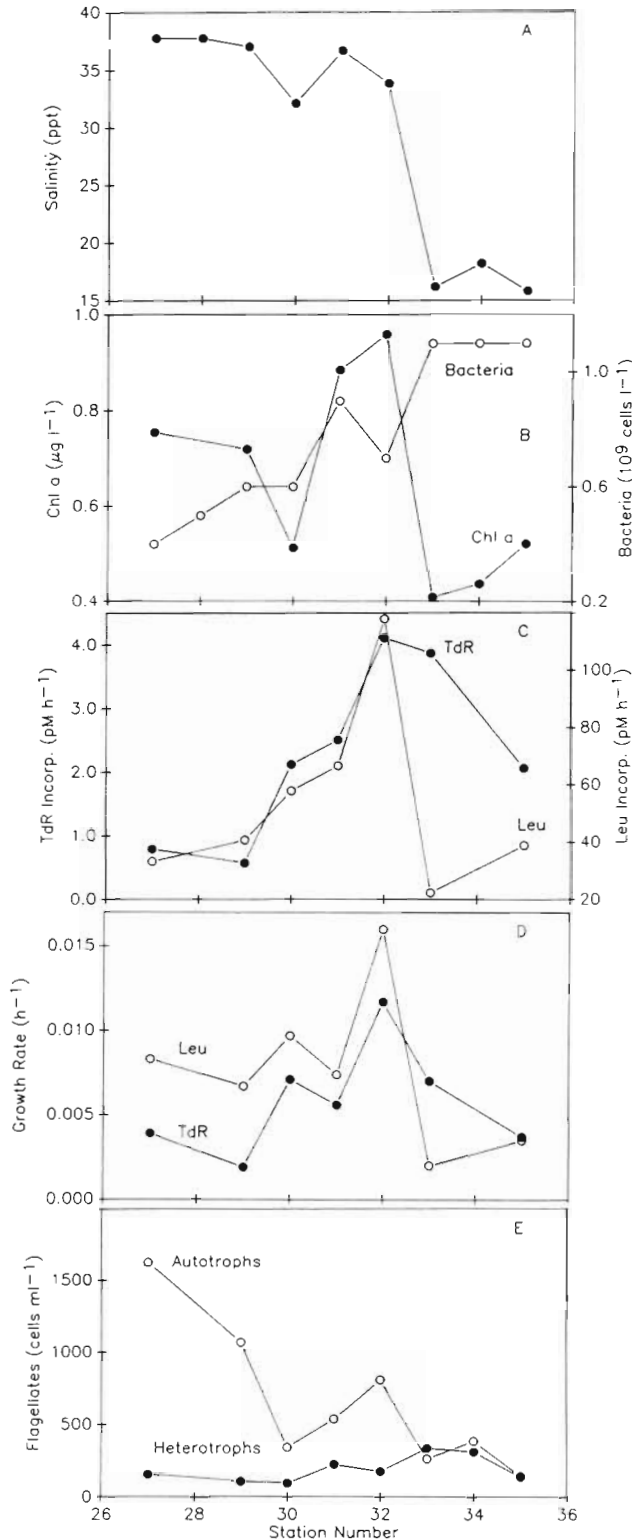 A
40
35
30
25
20
15
Salinity (ppt)
B
1.0
0.8
0.6
0.4
Chl a (μg l⁻¹)
Bacteria
Chl a
1.0
0.6
0.2
Bacteria (10⁹ cells l⁻¹)
C
4.0
3.0
2.0
1.0
0.0
TdR Incorp. (pM h⁻¹)
TdR
Leu
100
80
60
40
20
Leu Incorp. (pM h⁻¹)
D
0.015
0.010
0.005
0.000
Growth Rate (h⁻¹)
Leu
TdR
E
1500
1000
500
0
Flagellates (cells ml⁻¹)
Autotrophs
Heterotrophs
26 28 30 32 34 36
Station Number